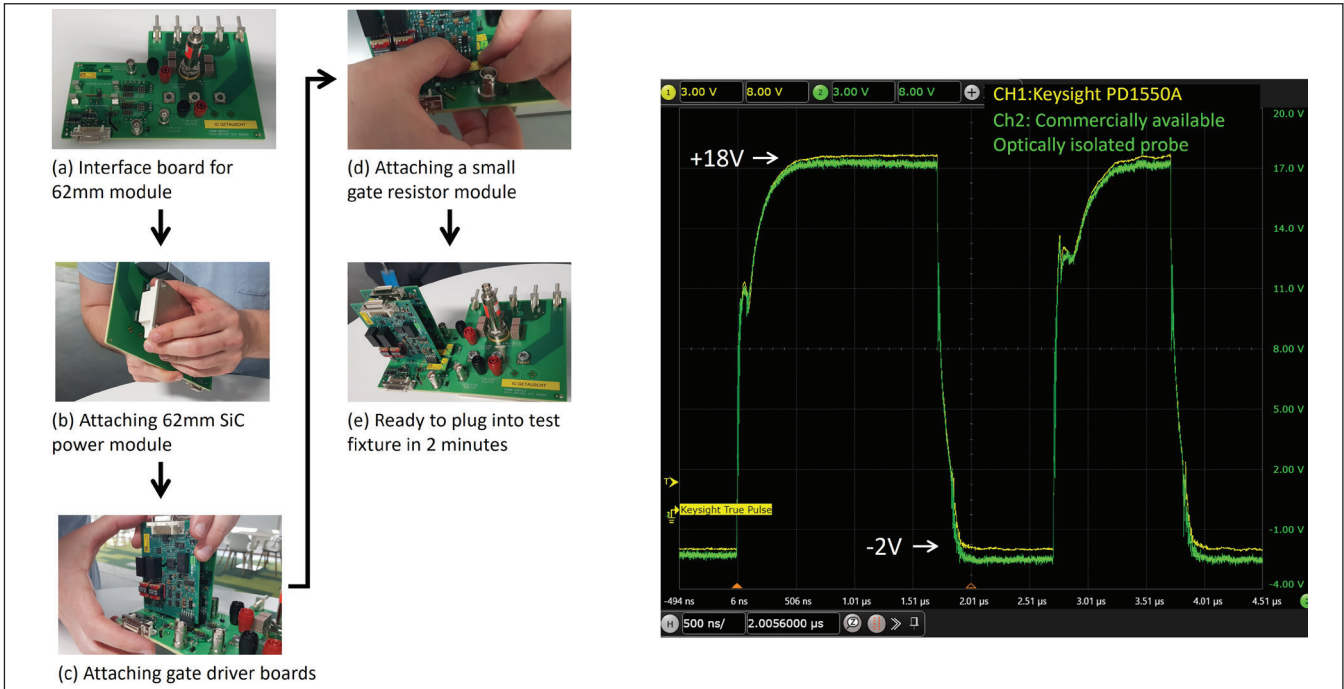 (a) Interface board for
62mm module
(b) Attaching 62mm SiC
power module
(c) Attaching gate driver boards
IC GETAUSCHT
(d) Attaching a small
gate resistor module
IC GETAUSCHT
(e) Ready to plug into test
fixture in 2 minutes
1 3.00 V 8.00 V 2 3.00 V 8.00 V +
CH1:Keysight PD1550A
Ch2: Commercially available
Optically isolated probe
20.0 V
+18V
17.0 V
14.0 V
11.0 V
8.00 V
5.00 V
2.00 V
T
Keysight True Pulse
-1.00 V
-2V
-4.00 V
-494 ns 6 ns 506 ns 1.01 µs 1.51 µs 2.01 µs 2.51 µs 3.01 µs 3.51 µs 4.01 µs 4.51 µs
H 500 ns/ 2.0056000 µs